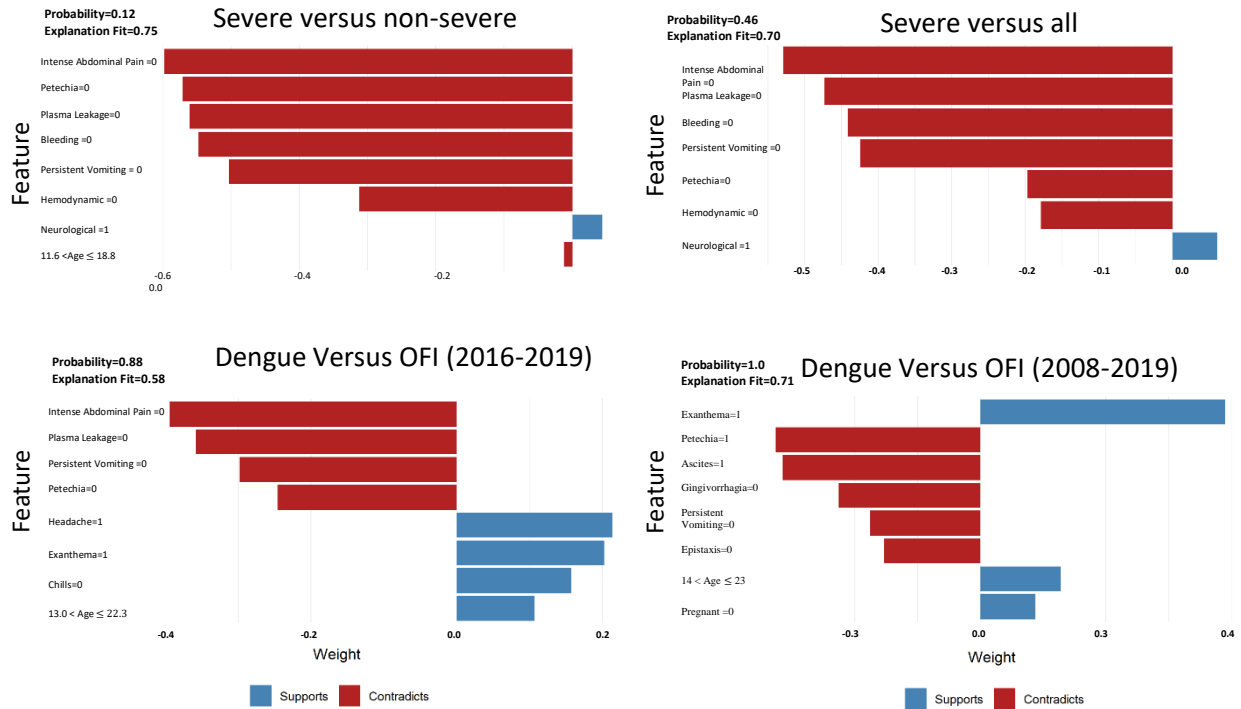 Severe versus non-severe
Probability=0.12
Explanation Fit=0.75
Feature
Intense Abdominal Pain =0
Petechia=0
Plasma Leakage=0
Bleeding =0
Persistent Vomiting = 0
Hemodynamic =0
Neurological =1
11.6 <Age ≤ 18.8
-0.6 -0.4 -0.2
0.0
Severe versus all
Probability=0.46
Explanation Fit=0.70
Feature
Intense Abdominal
Pain =0
Plasma Leakage=0
Bleeding =0
Persistent Vomiting =0
Petechia=0
Hemodynamic =0
Neurological =1
-0.5 -0.4 -0.3 -0.2 -0.1 0.0
Dengue Versus OFI (2016-2019)
Probability=0.88
Explanation Fit=0.58
Feature
Intense Abdominal Pain =0
Plasma Leakage=0
Persistent Vomiting =0
Petechia=0
Headache=1
Exanthema=1
Chills=0
13.0 < Age ≤ 22.3
-0.4 -0.2 0.0 0.2
Weight
Supports Contradicts
Dengue Versus OFI (2008-2019)
Probability=1.0
Explanation Fit=0.71
Feature
Exanthema=1
Petechia=1
Ascites=1
Gingivorrhagia=0
Persistent
Vomiting=0
Epistaxis=0
14 < Age ≤ 23
Pregnant =0
-0.3 0.0 0.3 0.4
Weight
Supports Contradicts